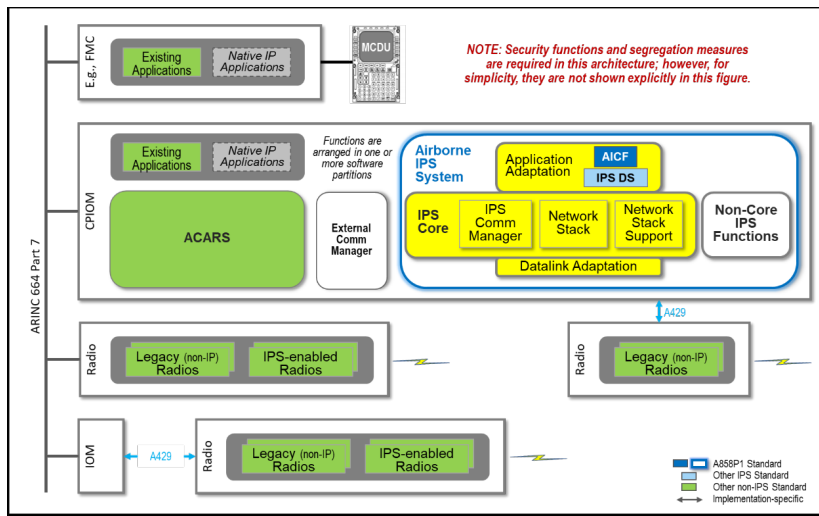 E.g., FMC
Existing
Applications
Native IP
Applications
MCDU
NOTE: Security functions and segregation measures
are required in this architecture; however, for
simplicity, they are not shown explicitly in this figure.
ARINC 664 Part 7
CPIOM
Existing
Applications
Native IP
Applications
Functions are
arranged in one or
more software
partitions
ACARS
External
Comm
Manager
Airborne
IPS
System
Application
Adaptation
AICF
IPS DS
IPS
Core
IPS
Comm
Manager
Network
Stack
Network
Stack
Support
Non-Core
IPS
Functions
Datalink Adaptation
A429
Radio
Legacy (non-IP)
Radios
IPS-enabled
Radios
Radio
Legacy (non-IP)
Radios
IOM
A429
Radio
Legacy (non-IP)
Radios
IPS-enabled
Radios
A858P1 Standard
Other IPS Standard
Other non-IPS Standard
Implementation-specific